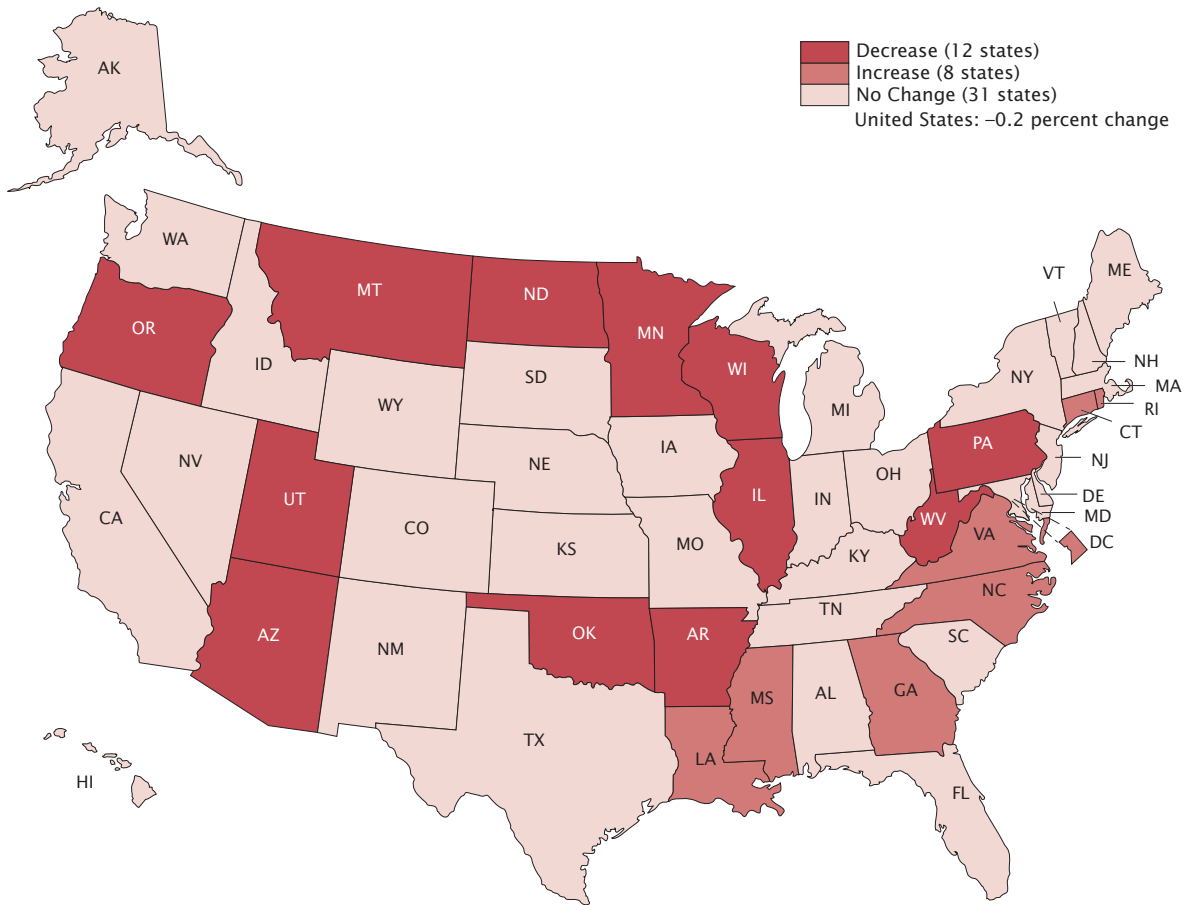 AK
Decrease (12 states)
Increase (8 states)
No Change (31 states)
United States: –0.2 percent change
WA
MT
ND
MN
VT
ME
OR
ID
SD
WI
NH
WY
MI
NY
MA
RI
CT
NV
NE
IA
PA
NJ
CA
UT
CO
IL
IN
OH
DE
MD
KS
MO
WV
VA
DC
KY
AZ
NM
OK
AR
TN
NC
SC
MS
AL
GA
HI
TX
LA
FL